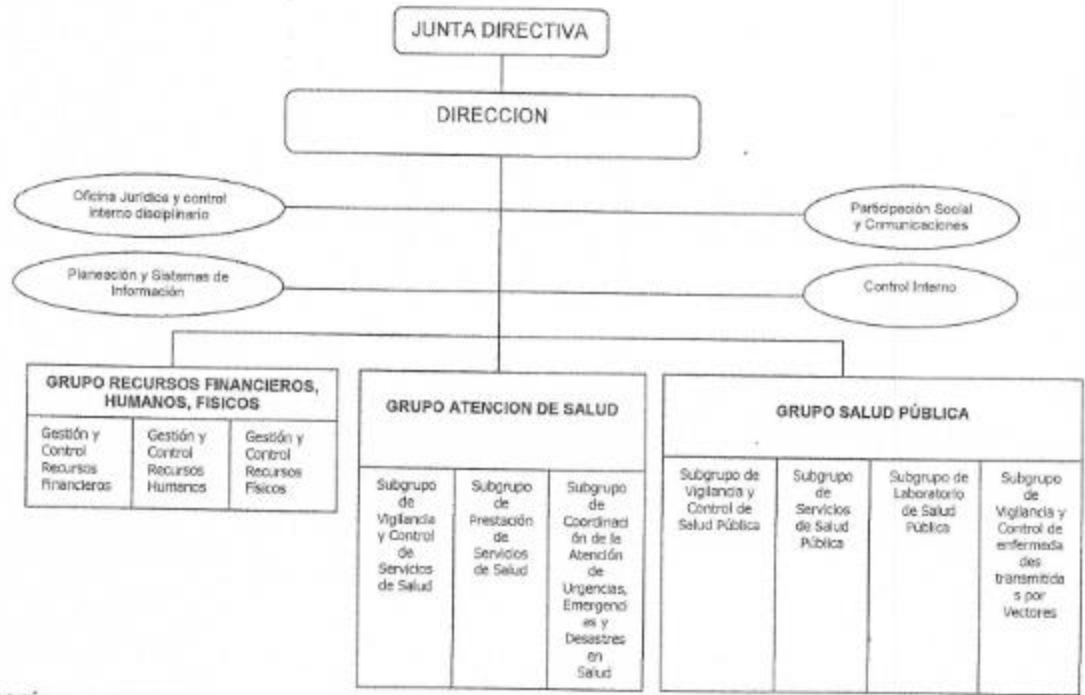 JUNTA DIRECTIVA
DIRECCION
Oficina Jurídica y control
interno disciplinario
Participación Social
y Comunicaciones
Planeación y Sistemas de
Información
Control Interno
GRUPO RECURSOS FINANCIEROS,
HUMANOS, FISICOS
Gestión y
Control
Recursos
Financieros
Gestión y
Control
Recursos
Humanos
Gestión y
Control
Recursos
Físicos
GRUPO ATENCION DE SALUD
Subgrupo
de
Vigilancia
y Control
de
Servicios
de Salud
Subgrupo
de
Prestación
de
Servicios
de Salud
Subgrupo
de
Coordinaci
ón de la
Atención
de
Urgencias,
Emergenci
as y
Desastres
en
Salud
GRUPO SALUD PÚBLICA
Subgrupo de
Vigilancia y
Control de
Salud Pública
Subgrupo
de
Servicios
de Salud
Pública
Subgrupo de
Laboratorio
de Salud
Pública
Subgrupo
de
Vigilancia y
Control de
enfermeda
des
transmitida
s por
Vectores